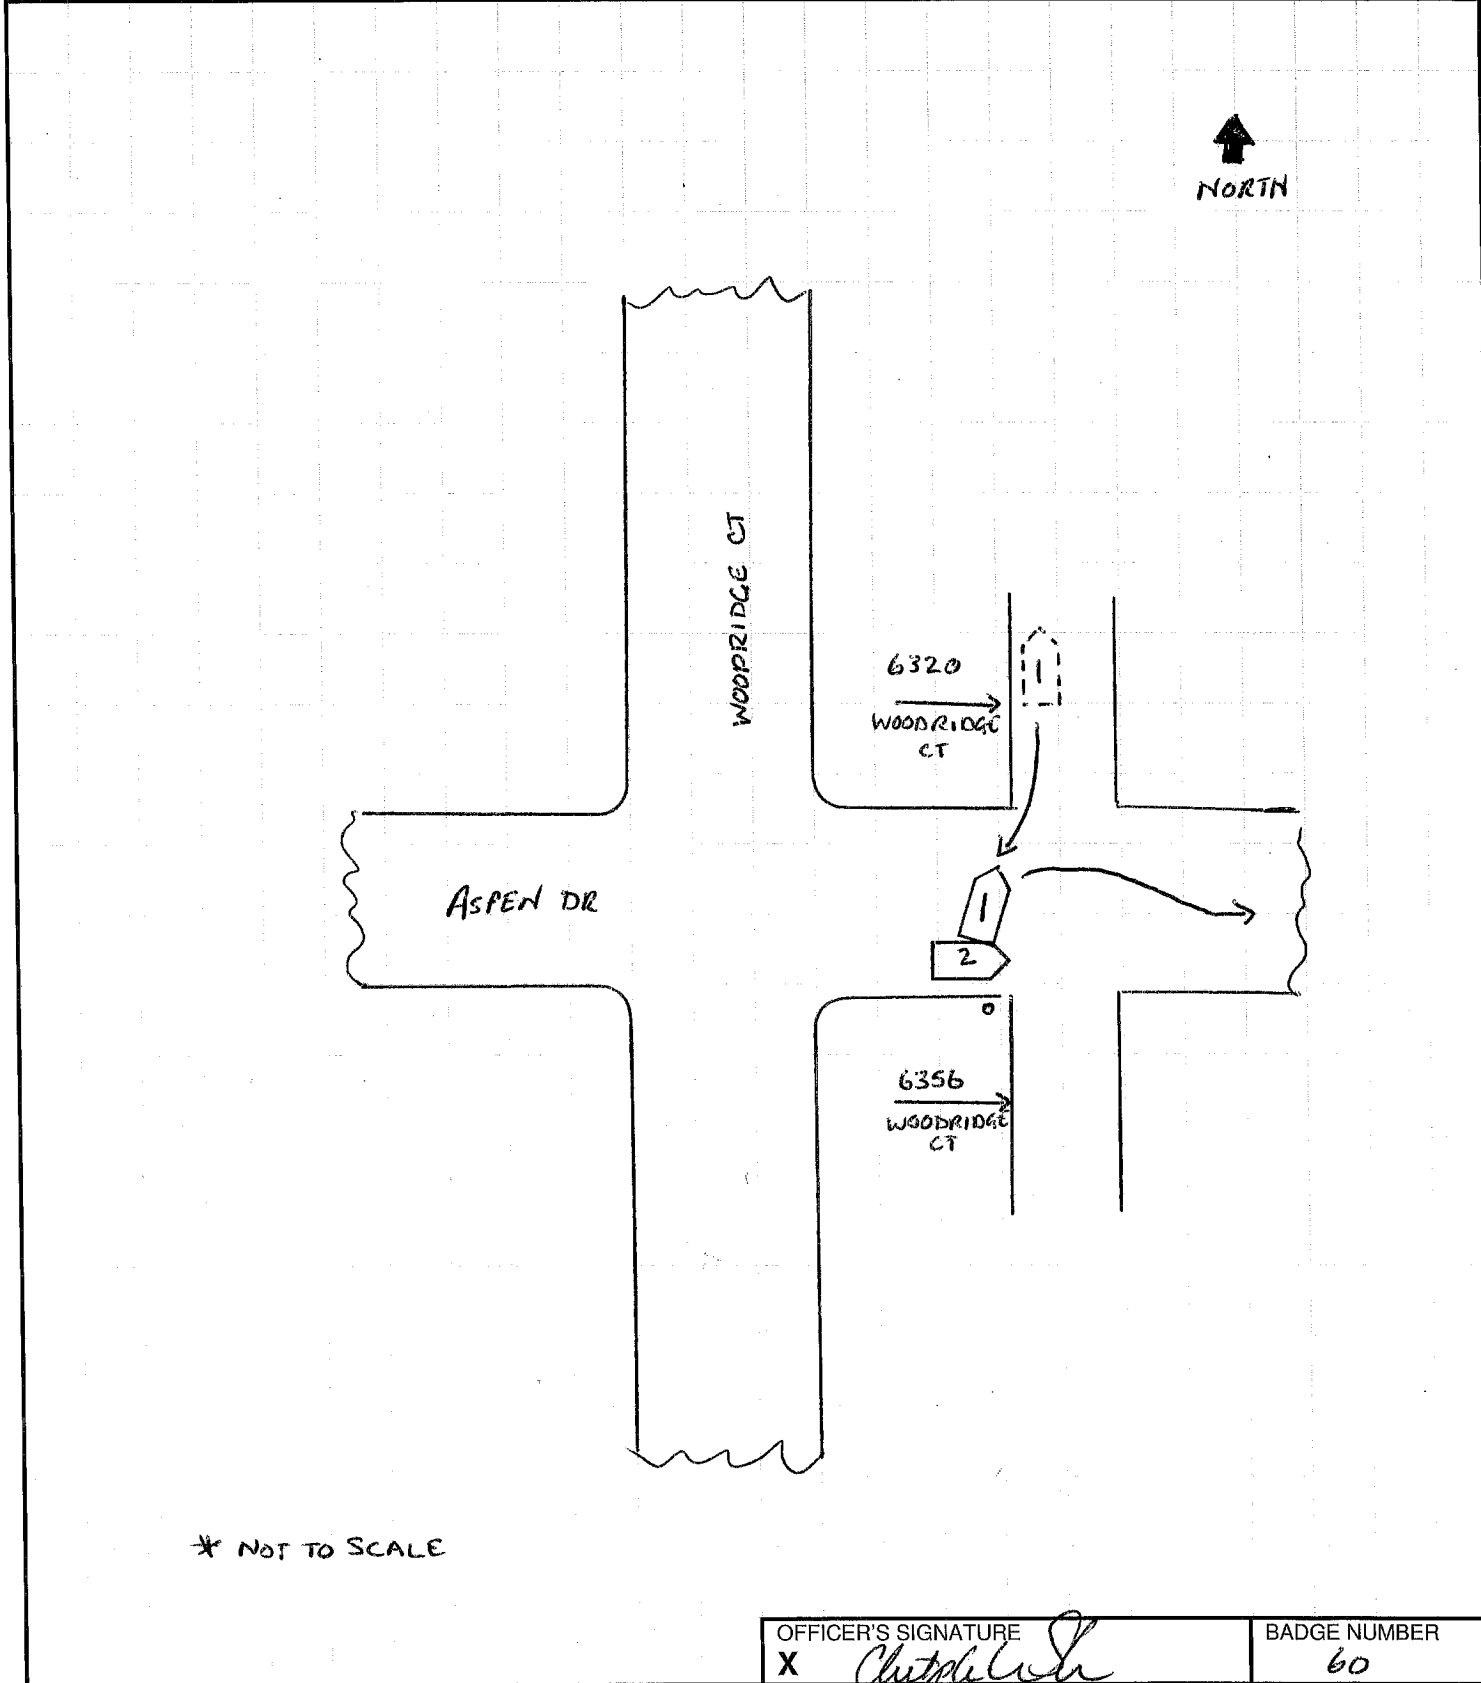 NORTH
WOODRIDGE CT
6320
1
WOODRIDGE
CT
ASPEN DR
1
2
6356
WOODRIDGE
CT
* NOT TO SCALE
OFFICER'S SIGNATURE
BADGE NUMBER
X
60